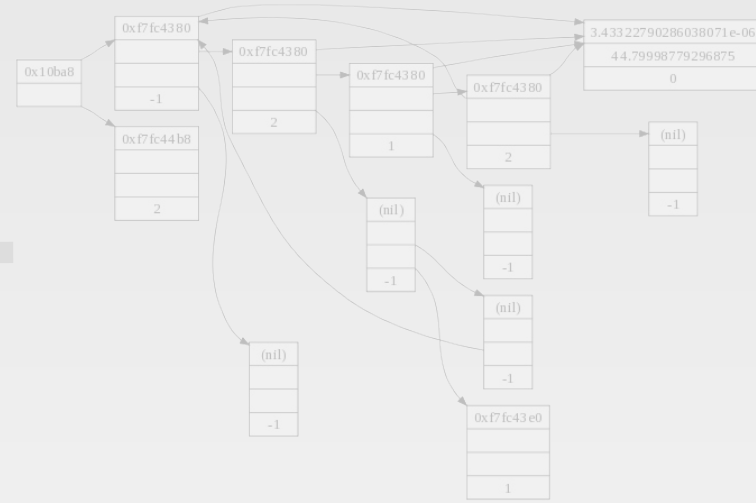 0xf7fc4380
-1
0x10ba8
0xf7fc44b8
2
0xf7fc4380
2
0xf7fc4380
1
0xf7fc4380
2
3.43322790286038071e-06
44.79998779296875
0
(nil)
-1
(nil)
-1
(nil)
-1
(nil)
-1
(nil)
-1
0xf7fc43e0
1